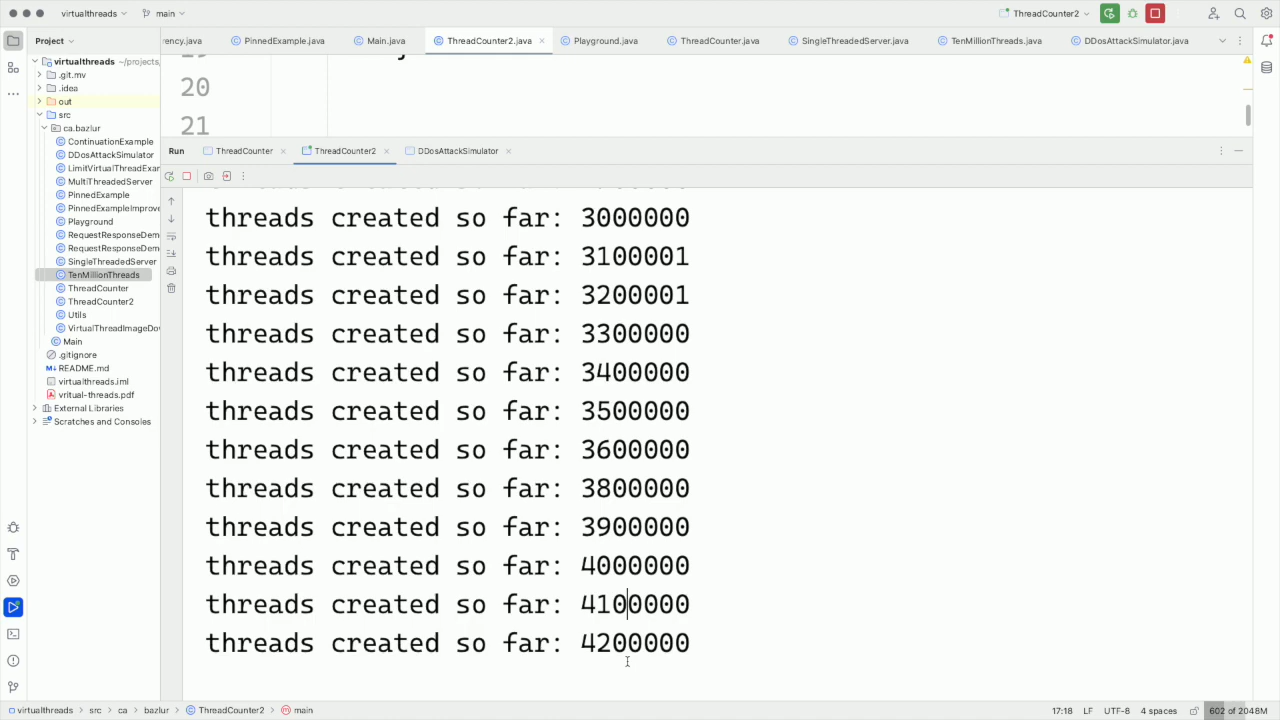 virtualthreads
main
ThreadCounter2
Project
rency.java
PinnedExample.java
Main.java
ThreadCounter2.java
Playground.java
ThreadCounter.java
SingleThreadedServer.java
TenMillionThreads.java
DDosAttackSimulator.java
virtualthreads ~/projects,
.git.mv
.idea
out
src
ca.bazlur
ContinuationExample
DDosAttackSimulator
LimitVirtualThreadExar
MultiThreadedServer
PinnedExample
PinnedExampleImprove
Playground
RequestResponseDem
RequestResponseDem
SingleThreadedServer
TenMillionThreads
ThreadCounter
ThreadCounter2
Utils
VirtualThreadImageDo
Main
.gitignore
README.md
virtualthreads.iml
vritual-threads.pdf
External Libraries
Scratches and Consoles
20
21
Run
ThreadCounter
ThreadCounter2
DDosAttackSimulator
threads created so far: 3000000
threads created so far: 3100001
threads created so far: 3200001
threads created so far: 3300000
threads created so far: 3400000
threads created so far: 3500000
threads created so far: 3600000
threads created so far: 3800000
threads created so far: 3900000
threads created so far: 4000000
threads created so far: 4100000
threads created so far: 4200000
virtualthreads > src > ca > bazlur > ThreadCounter2 > main
17:18 LF UTF-8 4 spaces 602 of 2048M